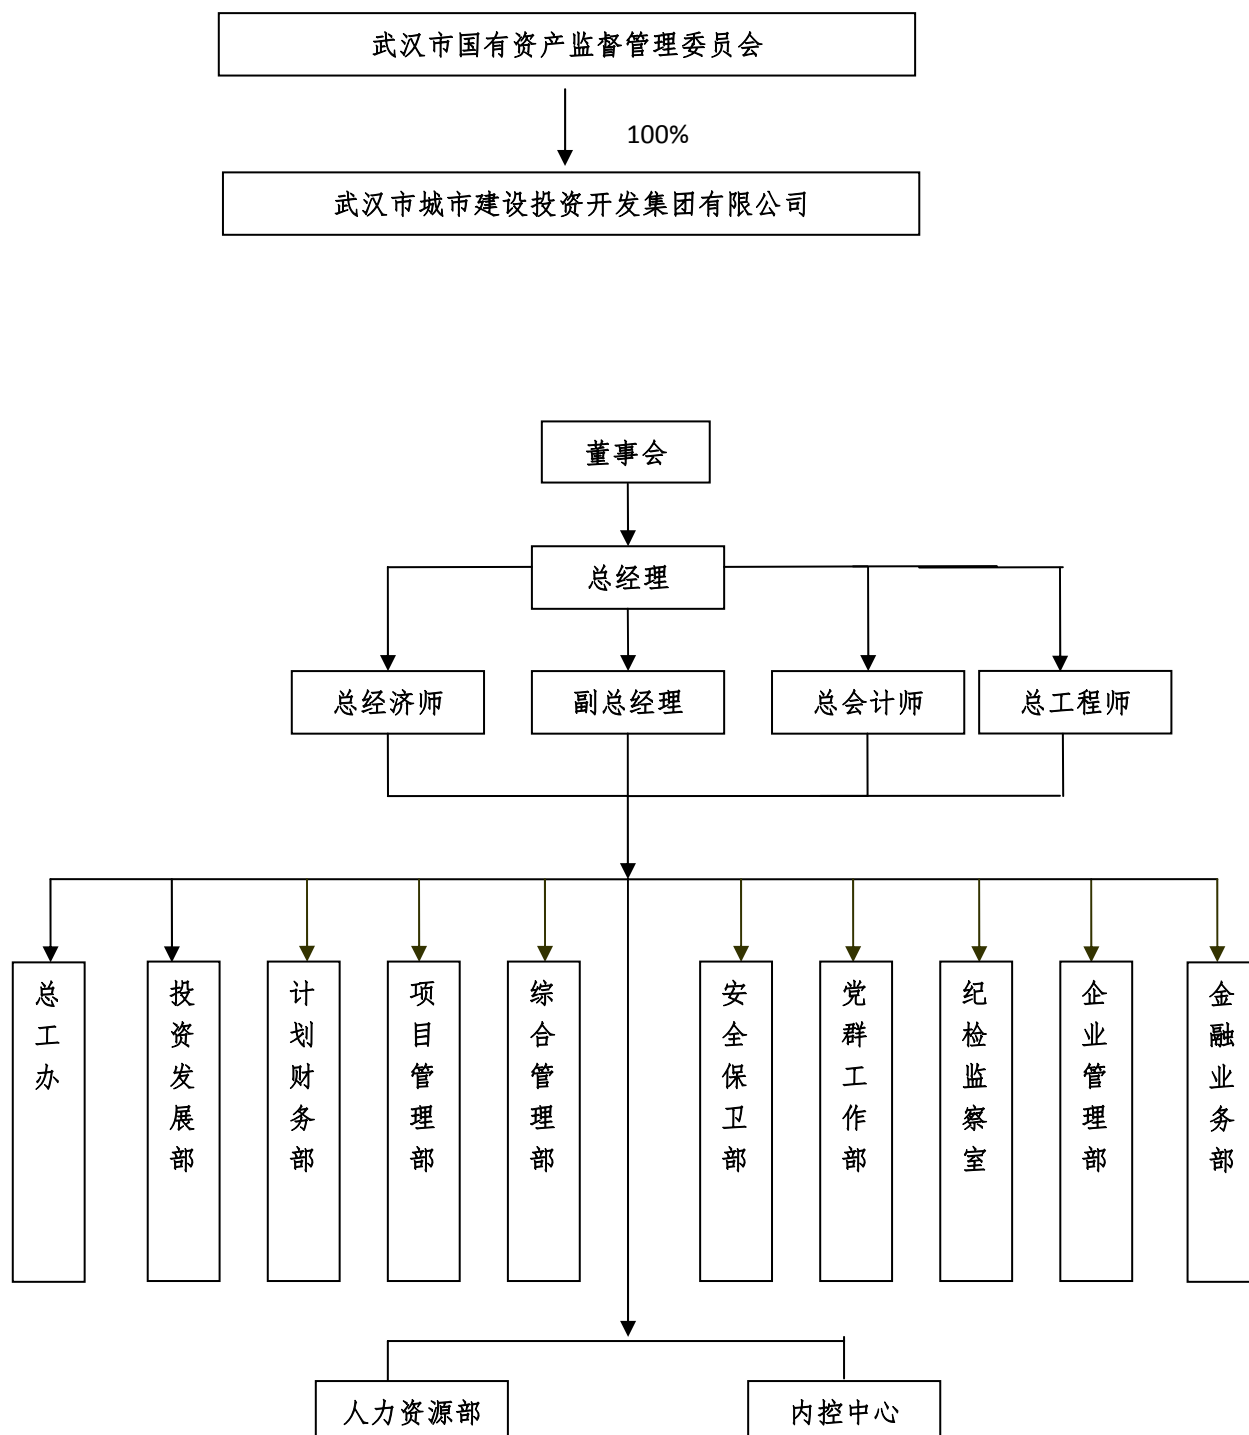 武汉市国有资产监督管理委员会
100%
武汉市城市建设投资开发集团有限公司
董事会
总经理
总经济师
副总经理
总会计师
总工程师
总工办
投资发展部
计划财务部
项目管理部
综合管理部
安全保卫部
党群工作部
纪检监察室
企业管理部
金融业务部
人力资源部
内控中心